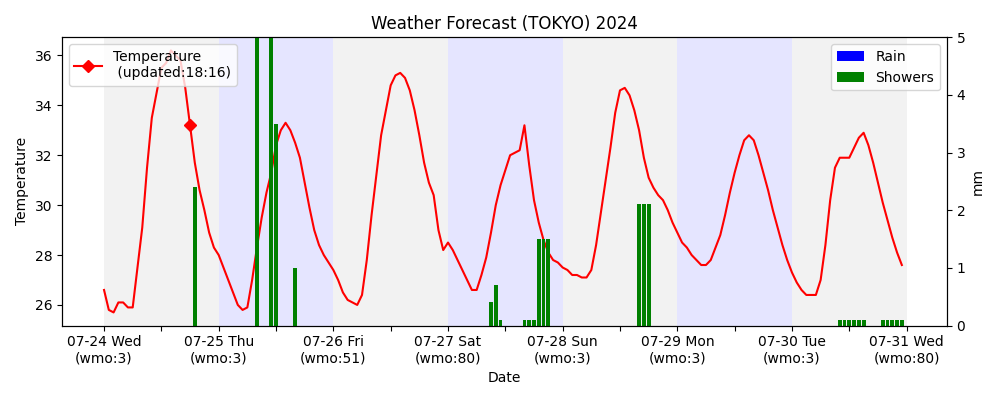 Weather Forecast (TOKYO) 2024
Temperature
(updated:18:16)
Rain
Showers
36
34
32
30
28
26
Temperature
5
4
3
2
1
0
mm
07-24 Wed
(wmo:3)
07-25 Thu
(wmo:3)
07-26 Fri
(wmo:51)
07-27 Sat
(wmo:80)
07-28 Sun
(wmo:3)
07-29 Mon
(wmo:3)
07-30 Tue
(wmo:3)
07-31 Wed
(wmo:80)
Date